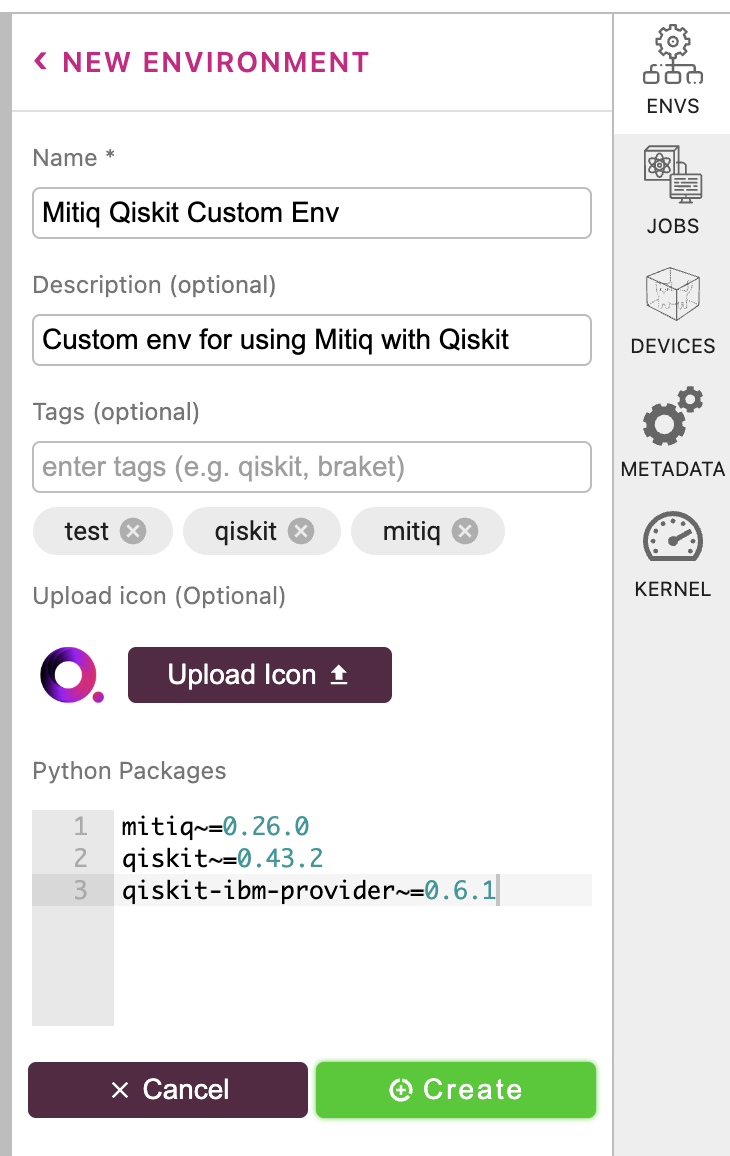 NEW ENVIRONMENT
Name *
Mitiq Qiskit Custom Env
Description (optional)
Custom env for using Mitiq with Qiskit
Tags (optional)
enter tags (e.g. qiskit, braket)
test qiskit mitiq
Upload icon (Optional)
Upload Icon
Python Packages
1 mitiq~=0.26.0
2 qiskit~=0.43.2
3 qiskit-ibm-provider~=0.6.1
Cancel Create
ENVS
JOBS
DEVICES
METADATA
KERNEL